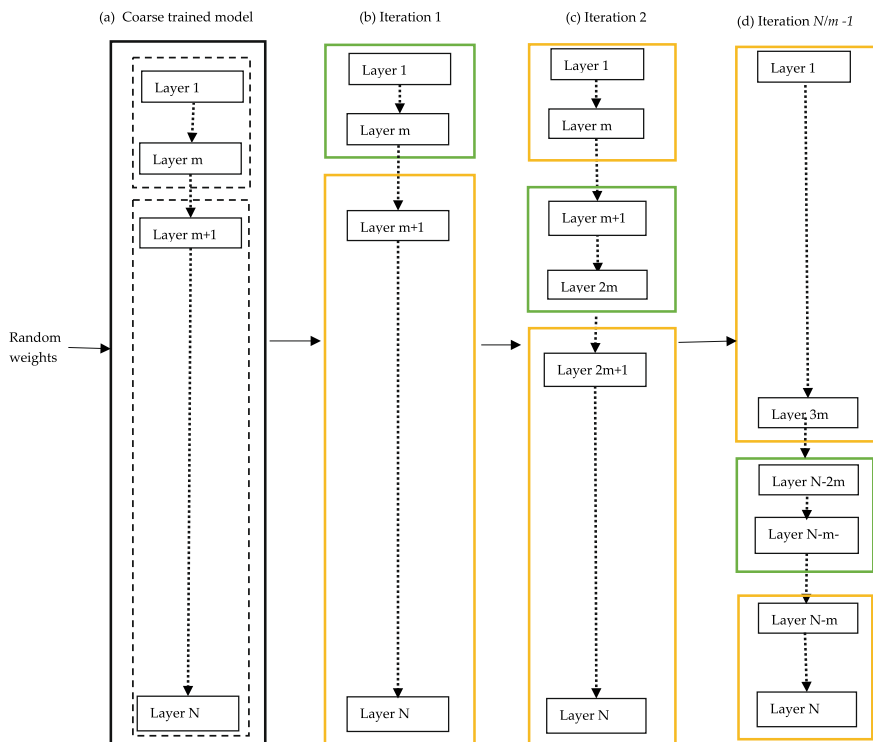 (a) Coarse trained model
(b) Iteration 1
(c) Iteration 2
(d) Iteration N/m -1
Random
weights
Layer 1
Layer m
Layer m+1
Layer N
Layer 1
Layer m
Layer m+1
Layer N
Layer 1
Layer m
Layer m+1
Layer 2m
Layer 2m+1
Layer N
Layer 1
Layer 3m
Layer N-2m
Layer N-m-
Layer N-m
Layer N